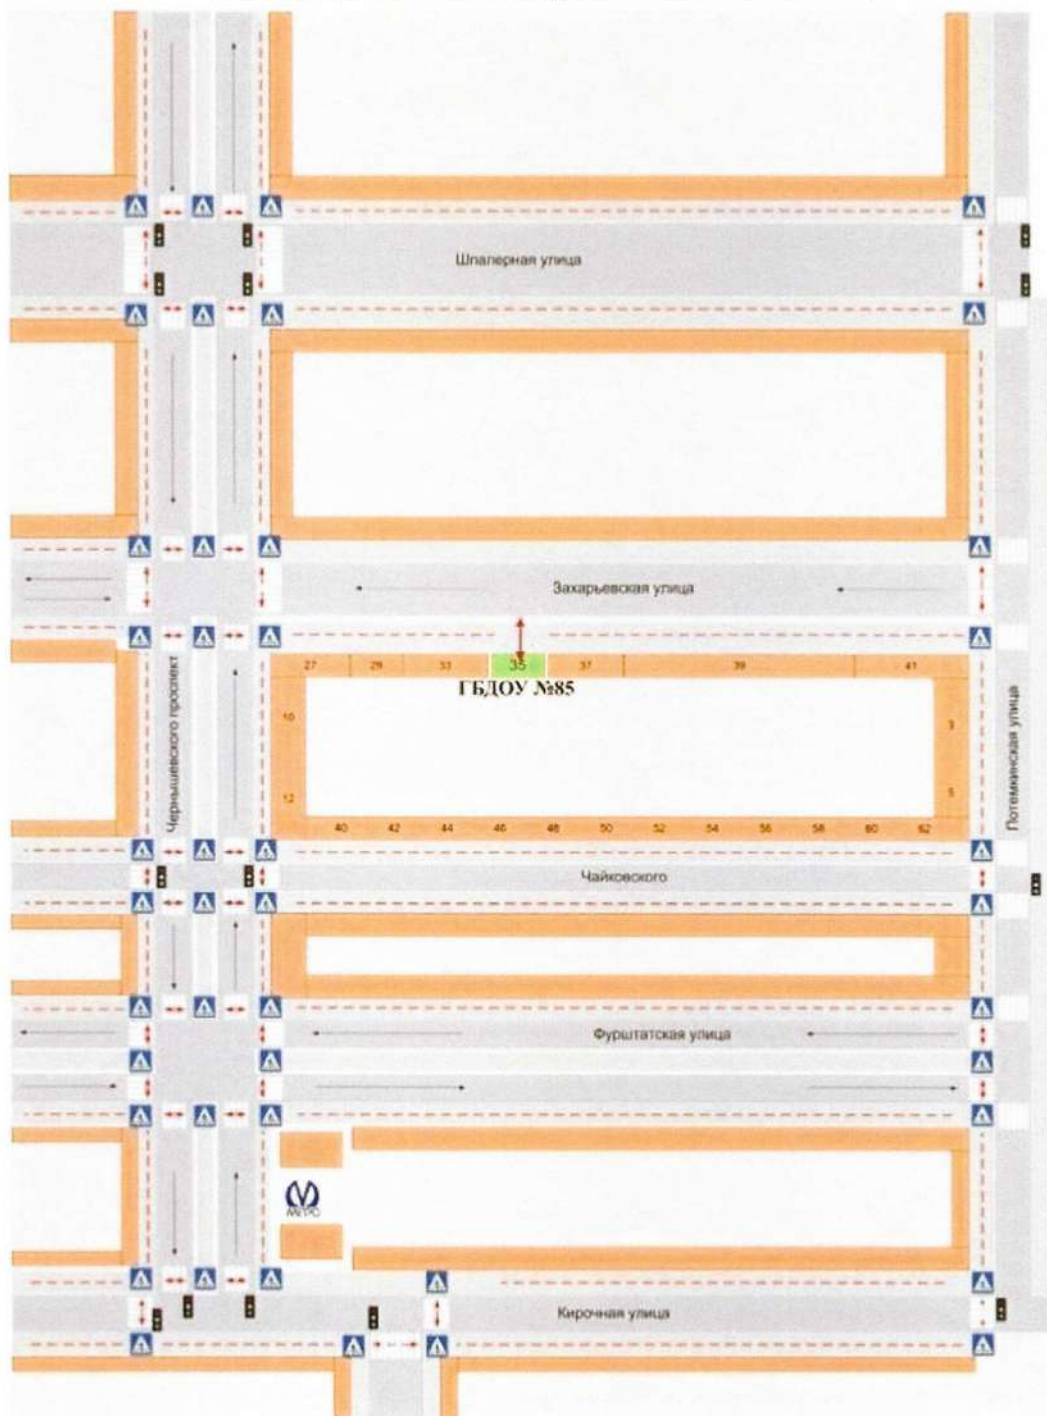 Шпалерная улица
Захарьевская улица
27 29 33 35 37 39 41
ГБДОУ №85
Чернышевского проспект
Потемкинская улица
10
3
12
5
40 42 44 46 48 50 52 54 56 58 60 62
Чайковского
Фурштатская улица
МЕТРО
Кирочная улица